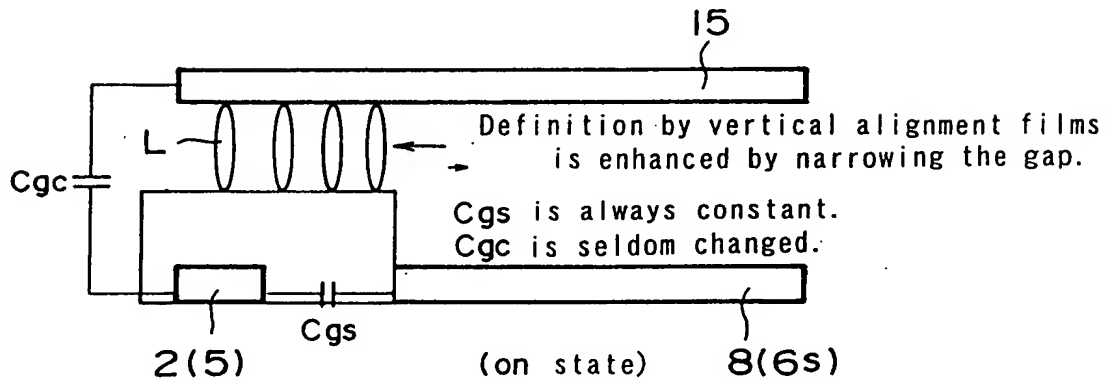 15
L
Definition by vertical alignment films
is enhanced by narrowing the gap.
Cgc
Cgs is always constant.
Cgc is seldom changed.
Cgs
2(5)
(on state)
8(6s)